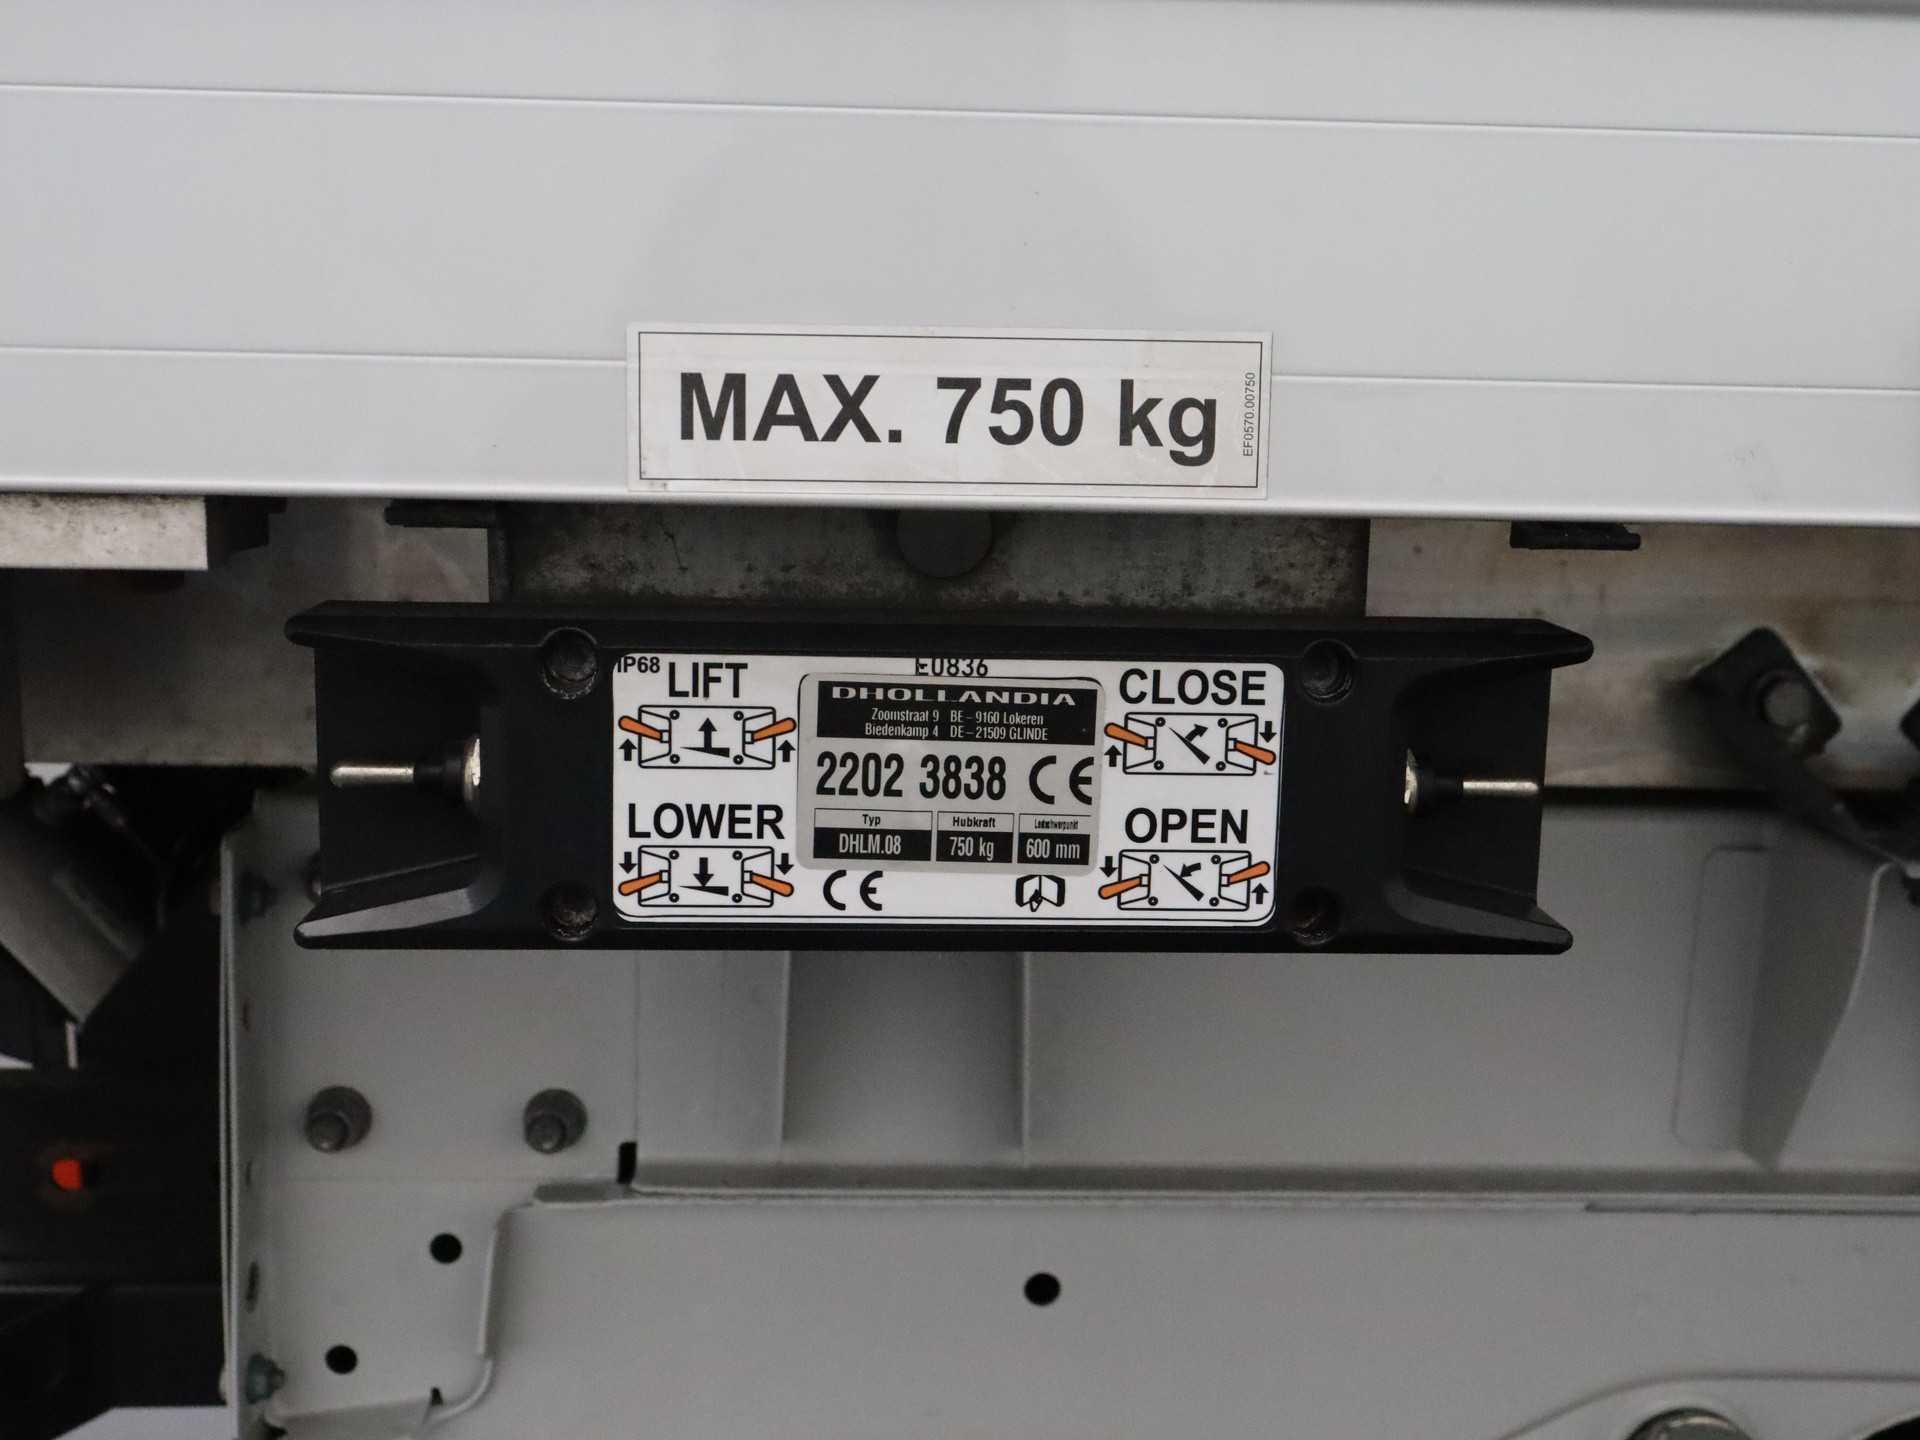 MAX. 750 kg
EF0570.00750
IP68
LIFT
E0836
CLOSE
DHOLLANDIA
Zoomstraat 9 BE - 9160 Lokeren
Biedenkamp 4 DE - 21509 GLINDE
2202 3838 CE
LOWER
OPEN
Typ Hubkraft Lastschwerpunkt
DHLM.08 750 kg 600 mm
CE